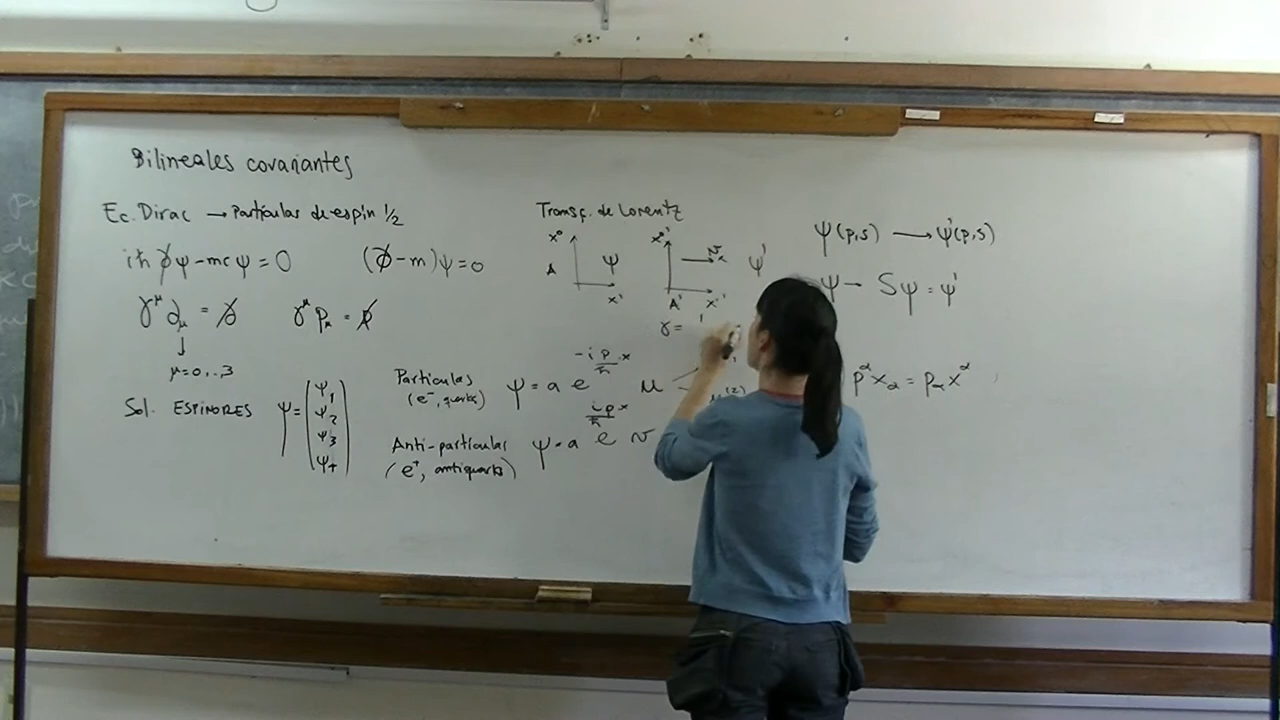 Bilineales covariantes
Ec. Dirac → Partículas de espín 1/2
iħ ∂̸ψ - mc ψ = 0   (∂̸ - m)ψ = 0
γ^μ ∂_μ = ∂̸   γ^μ p_μ = p̸
↓
μ=0,..3
Sol. ESPINORES ψ = (ψ1 ψ2 ψ3 ψ4)
Partículas ψ = a e^{-i p/ħ x} u
(e⁻, quarks)
(2)
Anti-partículas ψ = a e^{ip/ħ x} v
(e⁺, antiquarks)
Transf. de Lorentz
x⁰ A ψ x¹
x⁰' A' x¹' ψ'
γ = 1
ψ(p,s) → ψ'(p,s)
ψ → Sψ = ψ'
p^α x_α = p_α x^α